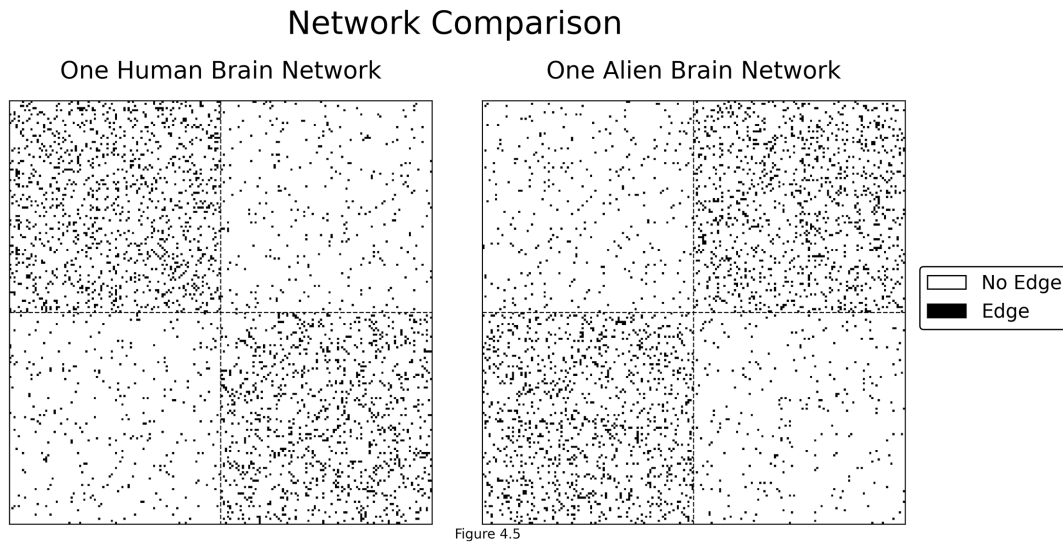 Network Comparison
One Human Brain Network
One Alien Brain Network
No Edge
Edge
Figure 4.5